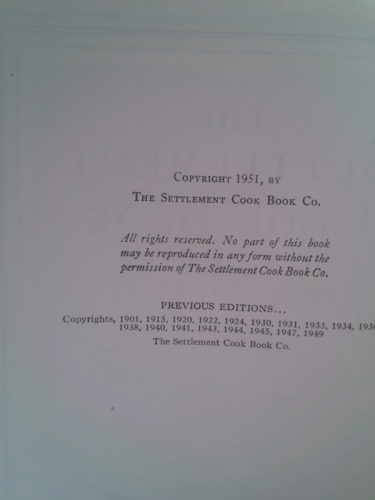 COPYRIGHT 1951, BY
THE SETTLEMENT COOK BOOK CO.
All rights reserved. No part of this book
may be reproduced in any form without the
permission of The Settlement Cook Book Co.
PREVIOUS EDITIONS...
Copyrights, 1901, 1915, 1920, 1922, 1924, 1930, 1931, 1933, 1934, 1936
1938, 1940, 1941, 1943, 1944, 1945, 1947, 1949
The Settlement Cook Book Co.